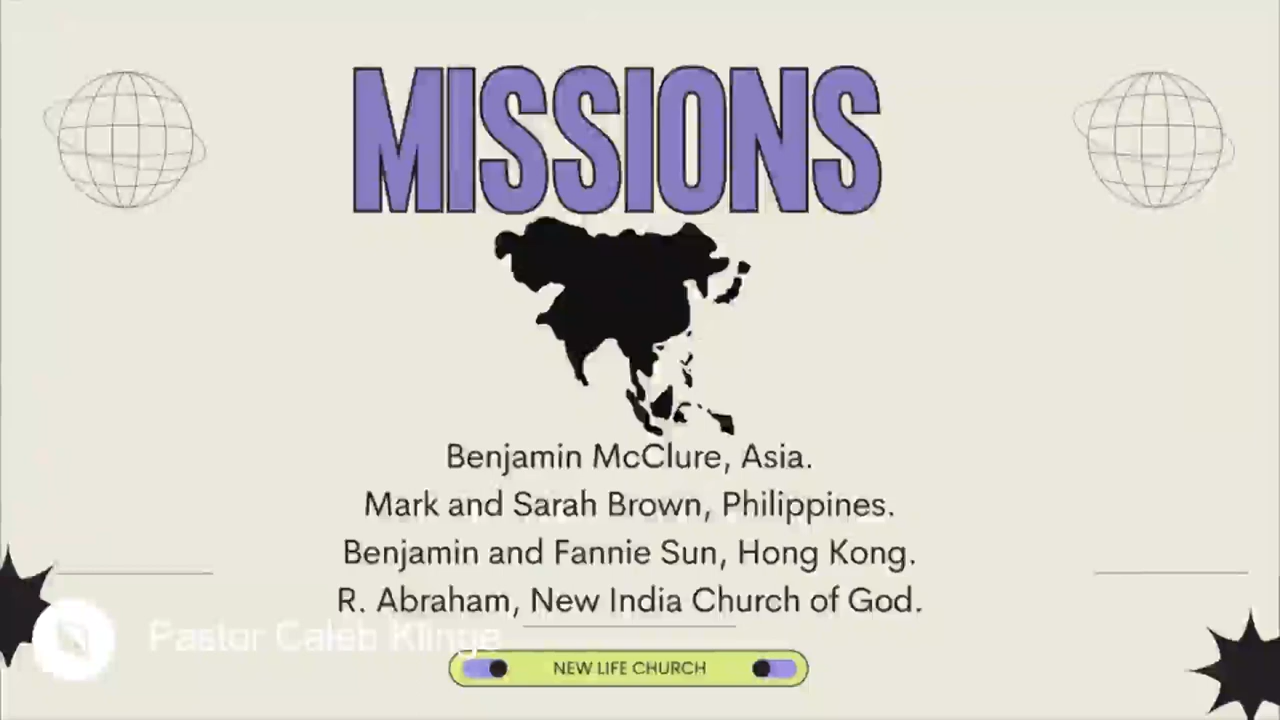 MISSIONS
Benjamin McClure, Asia.
Mark and Sarah Brown, Philippines.
Benjamin and Fannie Sun, Hong Kong.
R. Abraham, New India Church of God.
Pastor Caleb Klinge
NEW LIFE CHURCH